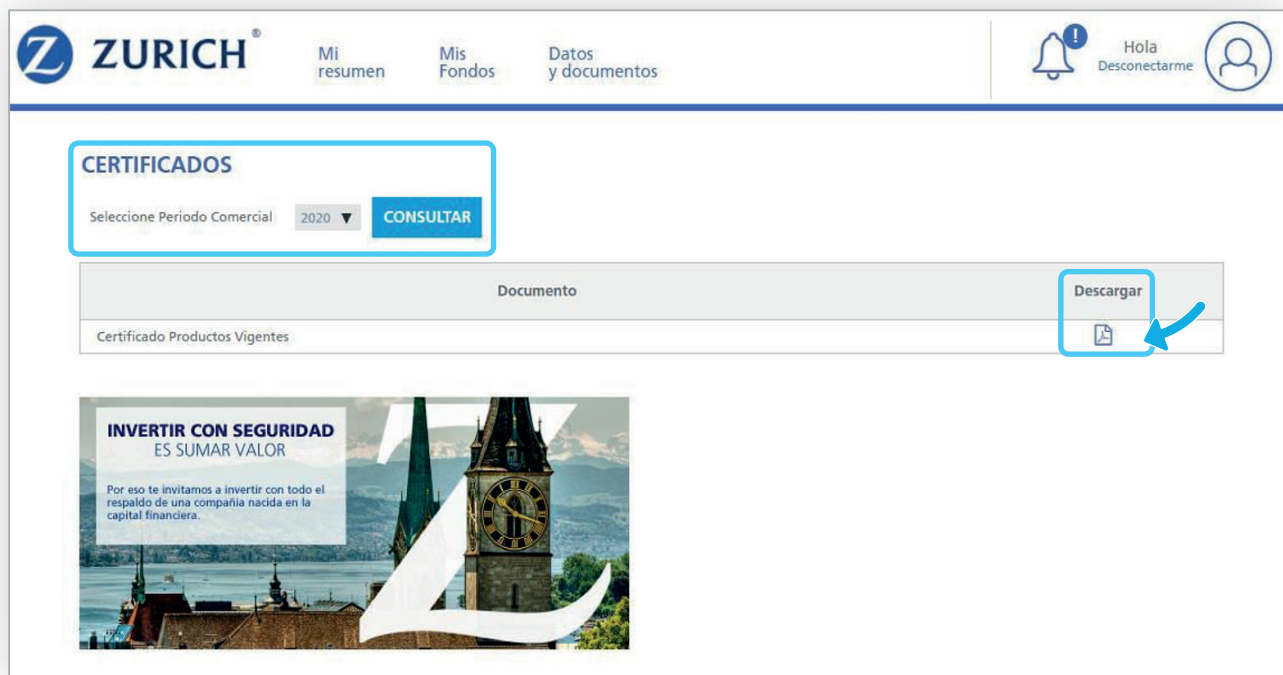 Z ZURICH®
Mi
resumen
Mis
Fondos
Datos
y documentos
!
Hola
Desconectarme
CERTIFICADOS
Seleccione Periodo Comercial 2020 ▼ CONSULTAR
Documento Descargar
Certificado Productos Vigentes
INVERTIR CON SEGURIDAD
ES SUMAR VALOR
Por eso te invitamos a invertir con todo el
respaldo de una compañia nacida en la
capital financiera.
Z